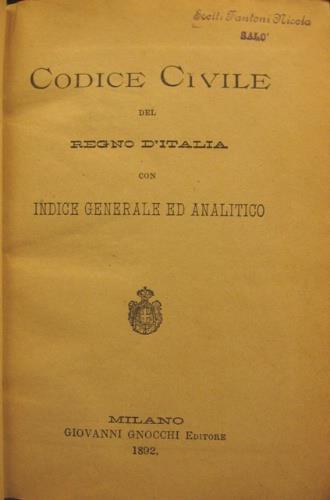 Fantoni Nicola
SALO'
CODICE CIVILE
DEL
REGNO D'ITALIA
CON
INDICE GENERALE ED ANALITICO
MILANO
GIOVANNI GNOCCHI EDITORE
1892.